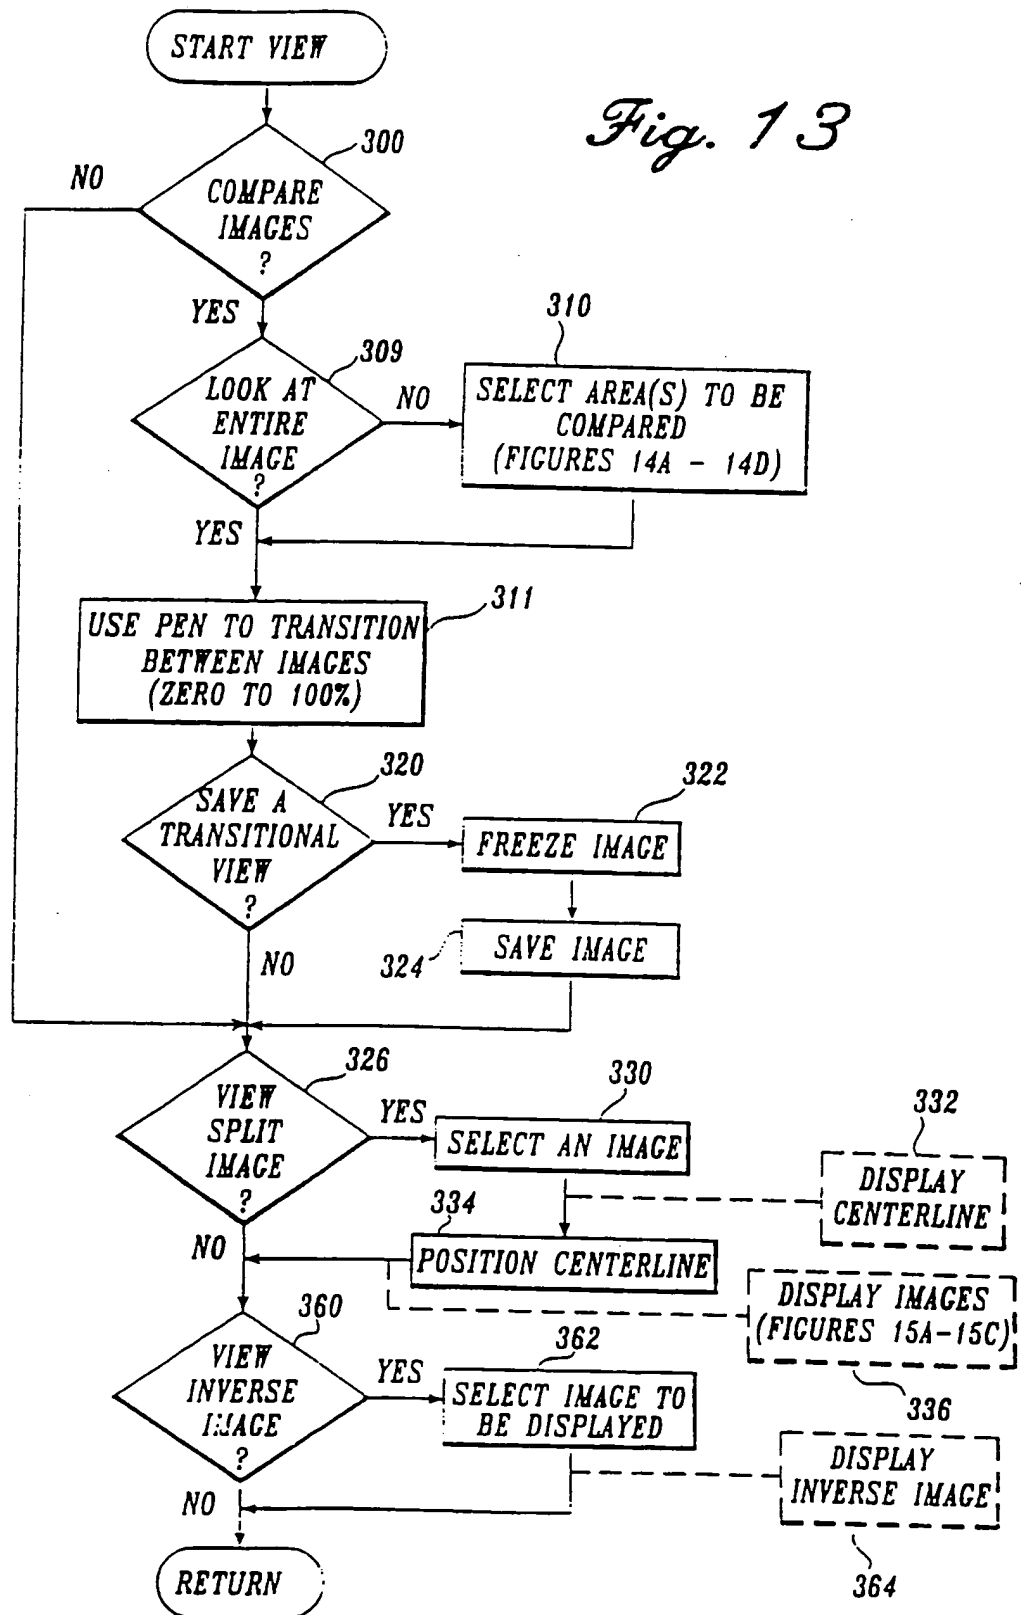 START VIEW
Fig. 13
300
NO
COMPARE
IMAGES
?
YES
309
310
LOOK AT
ENTIRE
IMAGE
?
NO
SELECT AREA(S) TO BE
COMPARED
(FIGURES 14A - 14D)
YES
311
USE PEN TO TRANSITION
BETWEEN IMAGES
(ZERO TO 100%)
320
322
SAVE A
TRANSITIONAL
VIEW
?
YES
FREEZE IMAGE
324
SAVE IMAGE
NO
326
330
332
VIEW
SPLIT
IMAGE
?
YES
SELECT AN IMAGE
DISPLAY
CENTERLINE
334
NO
POSITION CENTERLINE
DISPLAY IMAGES
(FIGURES 15A-15C)
336
360
362
VIEW
INVERSE
IMAGE
?
YES
SELECT IMAGE TO
BE DISPLAYED
DISPLAY
INVERSE IMAGE
364
NO
RETURN